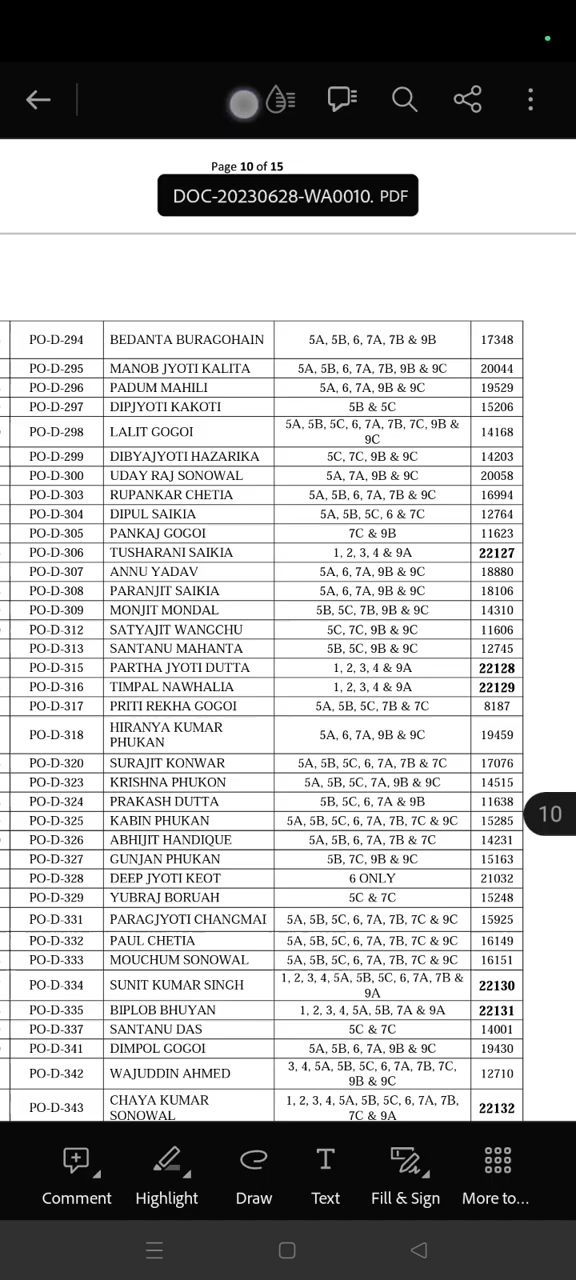 Page 10 of 15
DOC-20230628-WA0010. PDF
PO-D-294 BEDANTA BURAGOHAIN 5A, 5B, 6, 7A, 7B & 9B 17348
PO-D-295 MANOB JYOTI KALITA 5A, 5B, 6, 7A, 7B, 9B & 9C 20044
PO-D-296 PADUM MAHILI 5A, 6, 7A, 9B & 9C 19529
PO-D-297 DIPJYOTI KAKOTI 5B & 5C 15206
PO-D-298 LALIT GOGOI 5A, 5B, 5C, 6, 7A, 7B, 7C, 9B &
9C 14168
PO-D-299 DIBYAJYOTI HAZARIKA 5C, 7C, 9B & 9C 14203
PO-D-300 UDAY RAJ SONOWAL 5A, 7A, 9B & 9C 20058
PO-D-303 RUPANKAR CHETIA 5A, 5B, 6, 7A, 7B & 9C 16994
PO-D-304 DIPUL SAIKIA 5A, 5B, 5C, 6 & 7C 12764
PO-D-305 PANKAJ GOGOI 7C & 9B 11623
PO-D-306 TUSHARANI SAIKIA 1, 2, 3, 4 & 9A 22127
PO-D-307 ANNU YADAV 5A, 6, 7A, 9B & 9C 18880
PO-D-308 PARANJIT SAIKIA 5A, 6, 7A, 9B & 9C 18106
PO-D-309 MONJIT MONDAL 5B, 5C, 7B, 9B & 9C 14310
PO-D-312 SATYAJIT WANGCHU 5C, 7C, 9B & 9C 11606
PO-D-313 SANTANU MAHANTA 5B, 5C, 9B & 9C 12745
PO-D-315 PARTHA JYOTI DUTTA 1, 2, 3, 4 & 9A 22128
PO-D-316 TIMPAL NAWHALIA 1, 2, 3, 4 & 9A 22129
PO-D-317 PRITI REKHA GOGOI 5A, 5B, 5C, 7B & 7C 8187
PO-D-318 HIRANYA KUMAR
PHUKAN 5A, 6, 7A, 9B & 9C 19459
PO-D-320 SURAJIT KONWAR 5A, 5B, 5C, 6, 7A, 7B & 7C 17076
PO-D-323 KRISHNA PHUKON 5A, 5B, 5C, 7A, 9B & 9C 14515
PO-D-324 PRAKASH DUTTA 5B, 5C, 6, 7A & 9B 11638
PO-D-325 KABIN PHUKAN 5A, 5B, 5C, 6, 7A, 7B, 7C & 9C 15285
10
PO-D-326 ABHIJIT HANDIQUE 5A, 5B, 6, 7A, 7B & 7C 14231
PO-D-327 GUNJAN PHUKAN 5B, 7C, 9B & 9C 15163
PO-D-328 DEEP JYOTI KEOT 6 ONLY 21032
PO-D-329 YUBRAJ BORUAH 5C & 7C 15248
PO-D-331 PARAGJYOTI CHANGMAI 5A, 5B, 5C, 6, 7A, 7B, 7C & 9C 15925
PO-D-332 PAUL CHETIA 5A, 5B, 5C, 6, 7A, 7B, 7C & 9C 16149
PO-D-333 MOUCHUM SONOWAL 5A, 5B, 5C, 6, 7A, 7B, 7C & 9C 16151
PO-D-334 SUNIT KUMAR SINGH 1, 2, 3, 4, 5A, 5B, 5C, 6, 7A, 7B &
9A 22130
PO-D-335 BIPLOB BHUYAN 1, 2, 3, 4, 5A, 5B, 7A & 9A 22131
PO-D-337 SANTANU DAS 5C & 7C 14001
PO-D-341 DIMPOL GOGOI 5A, 5B, 6, 7A, 9B & 9C 19430
PO-D-342 WAJUDDIN AHMED 3, 4, 5A, 5B, 5C, 6, 7A, 7B, 7C,
9B & 9C 12710
PO-D-343 CHAYA KUMAR
SONOWAL 1, 2, 3, 4, 5A, 5B, 5C, 6, 7A, 7B,
7C & 9A 22132
Comment Highlight Draw Text Fill & Sign More to...